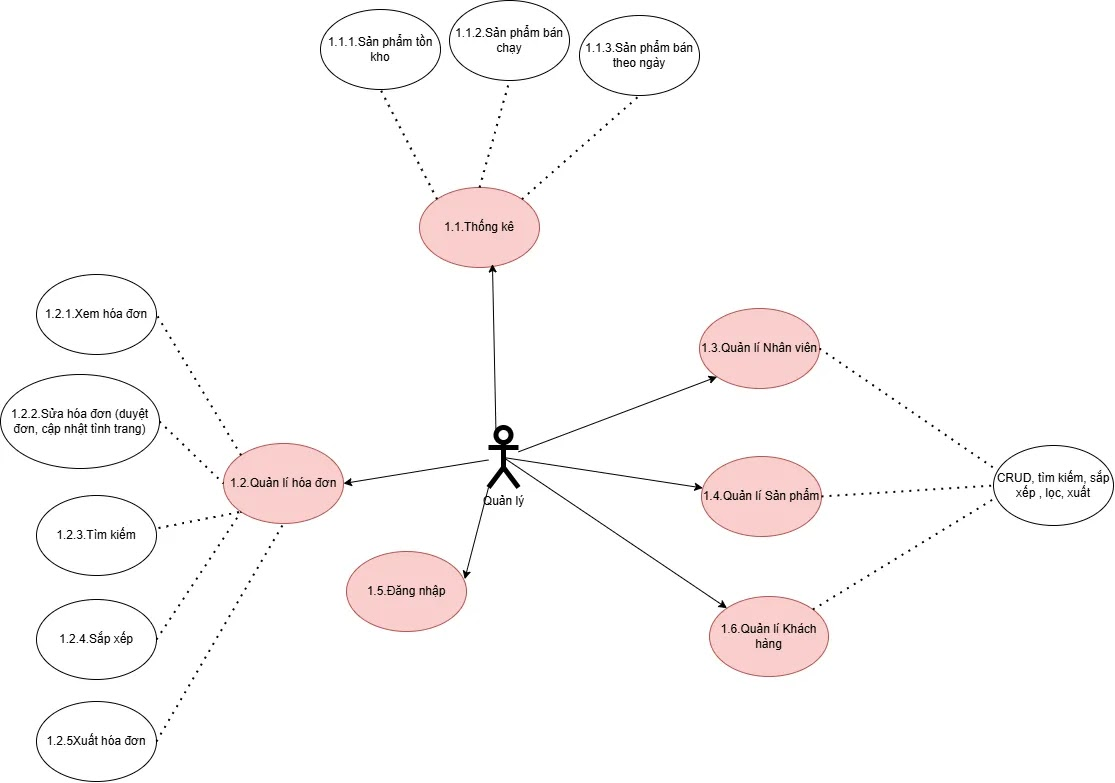 1.1.1.Sản phẩm tồn
kho
1.1.2.Sản phẩm bán
chạy
1.1.3.Sản phẩm bán
theo ngày
1.1.Thống kê
1.2.1.Xem hóa đơn
1.2.2.Sửa hóa đơn (duyệt
đơn, cập nhật tình trang)
1.2.Quản lí hóa đơn
1.2.3.Tìm kiếm
1.2.4.Sắp xếp
1.2.5Xuất hóa đơn
Quản lý
1.5.Đăng nhập
1.3.Quản lí Nhân viên
1.4.Quản lí Sản phẩm
1.6.Quản lí Khách
hàng
CRUD, tìm kiếm, sắp
xếp , lọc, xuất